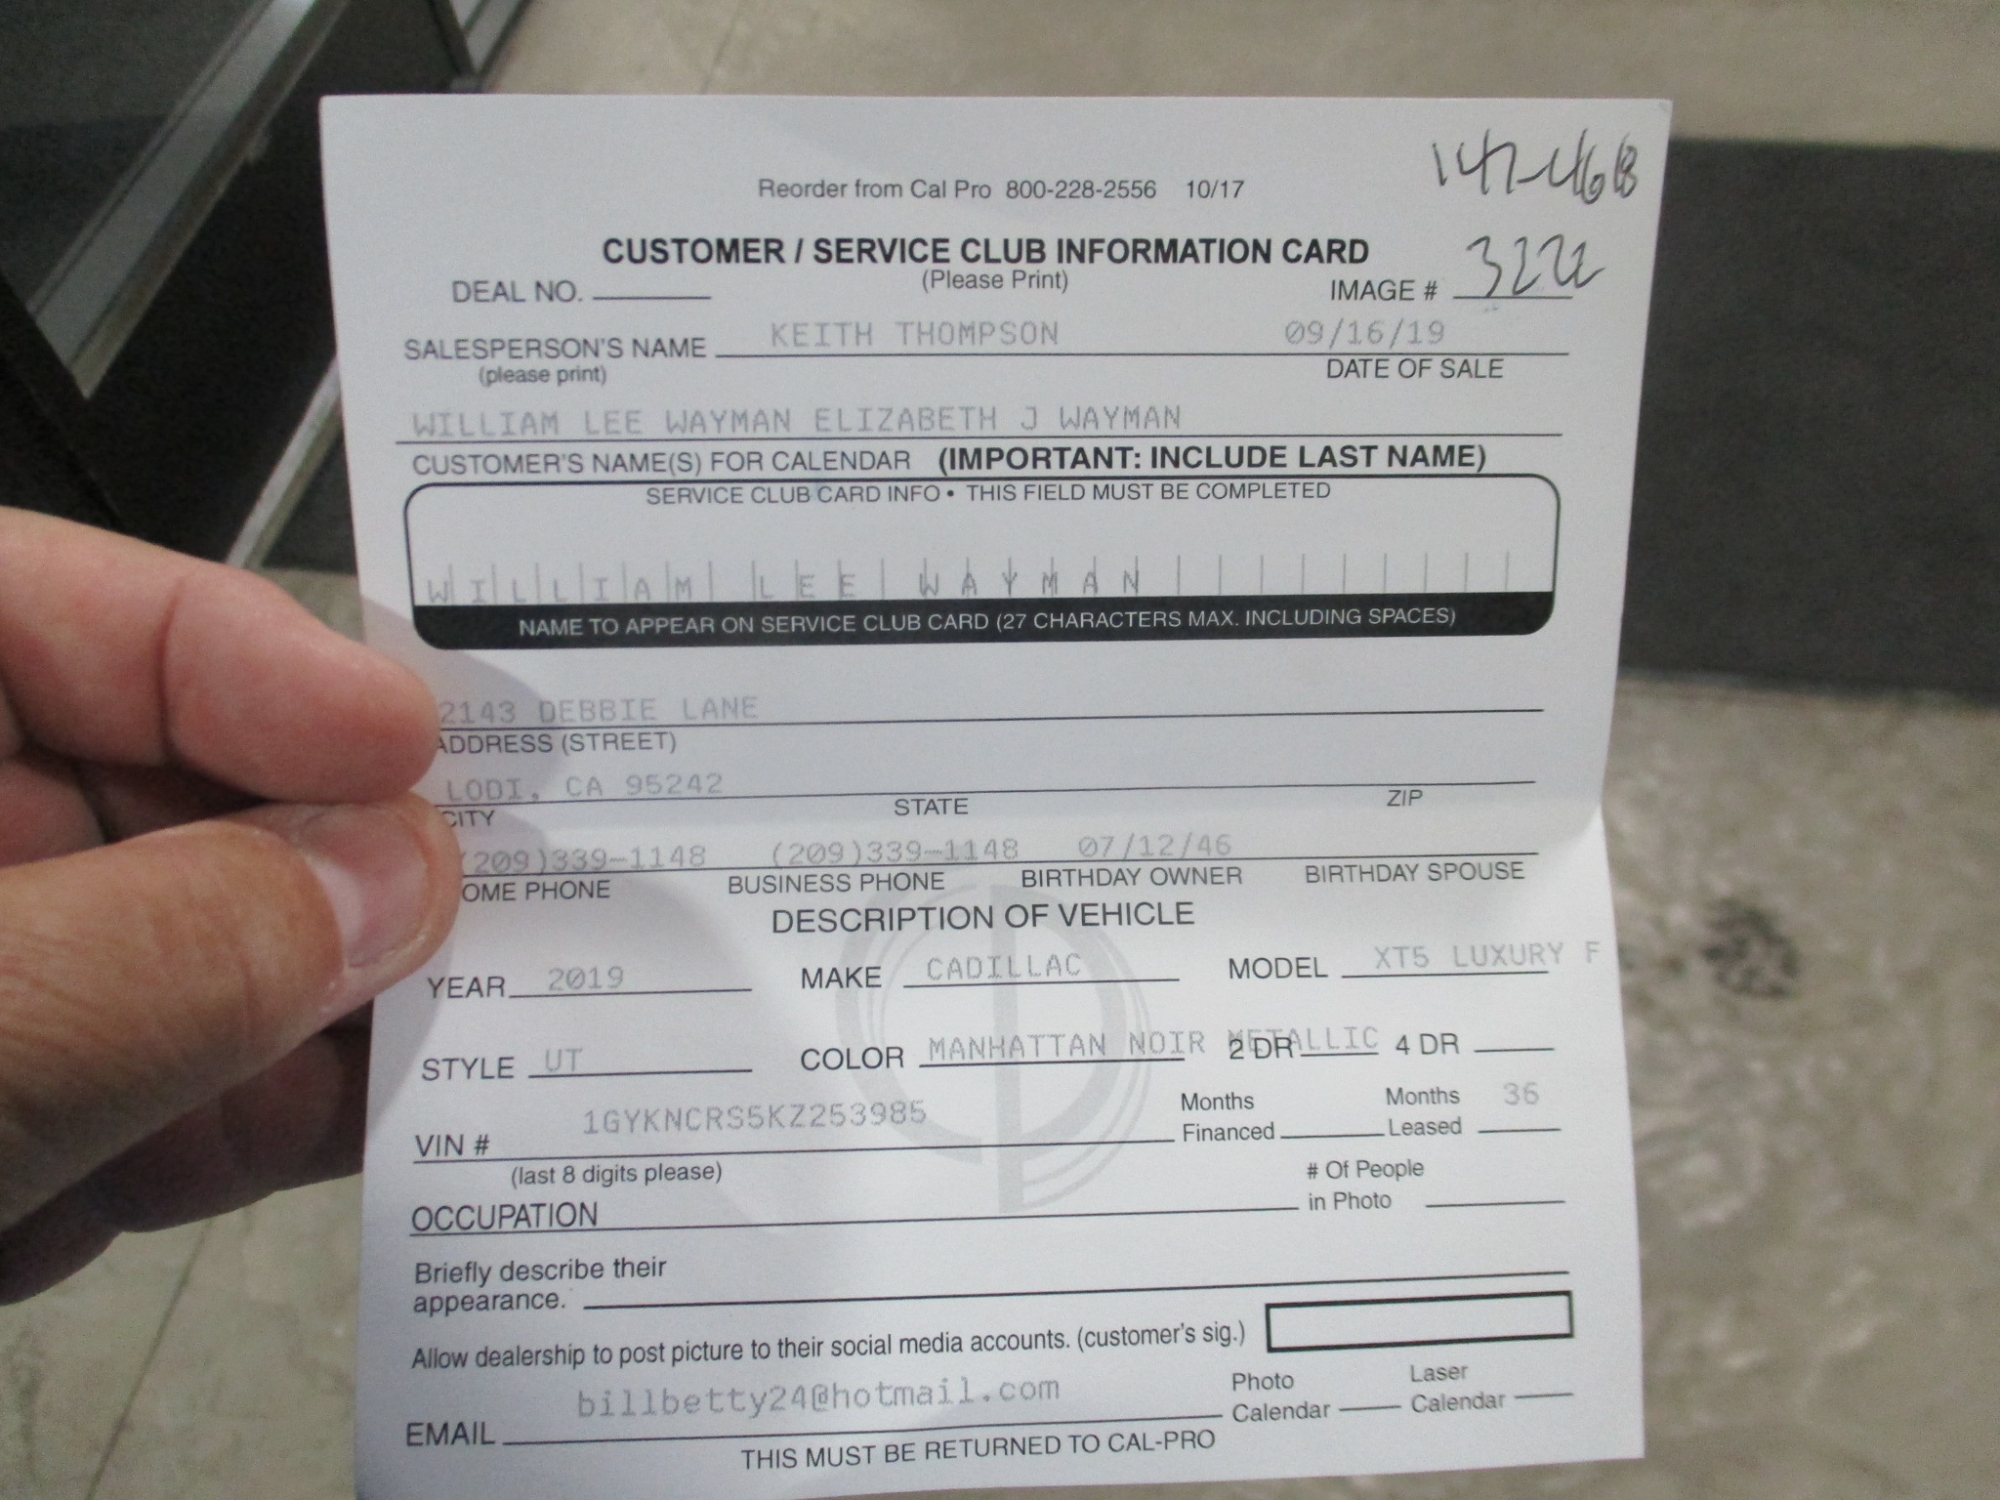 147-468
Reorder from Cal Pro 800-228-2556 10/17
CUSTOMER / SERVICE CLUB INFORMATION CARD
(Please Print)
DEAL NO. IMAGE # 3222
SALESPERSON'S NAME KEITH THOMPSON 09/16/19
(please print) DATE OF SALE
WILLIAM LEE WAYMAN ELIZABETH J WAYMAN
CUSTOMER'S NAME(S) FOR CALENDAR (IMPORTANT: INCLUDE LAST NAME)
SERVICE CLUB CARD INFO • THIS FIELD MUST BE COMPLETED
WILLIAM LEE WAYMAN
NAME TO APPEAR ON SERVICE CLUB CARD (27 CHARACTERS MAX. INCLUDING SPACES)
2143 DEBBIE LANE
ADDRESS (STREET)
LODI, CA 95242
CITY STATE ZIP
(209)339-1148 (209)339-1148 07/12/46
OME PHONE BUSINESS PHONE BIRTHDAY OWNER BIRTHDAY SPOUSE
DESCRIPTION OF VEHICLE
YEAR 2019 MAKE CADILLAC MODEL XT5 LUXURY F
STYLE UT COLOR MANHATTAN NOIR METALLIC 2 DR 4 DR
VIN # 1GYKNCRS5KZ253985 Months Financed Months Leased 36
(last 8 digits please) # Of People
OCCUPATION in Photo
Briefly describe their
appearance.
Allow dealership to post picture to their social media accounts. (customer's sig.)
EMAIL billbetty24@hotmail.com Photo Calendar Laser Calendar
THIS MUST BE RETURNED TO CAL-PRO